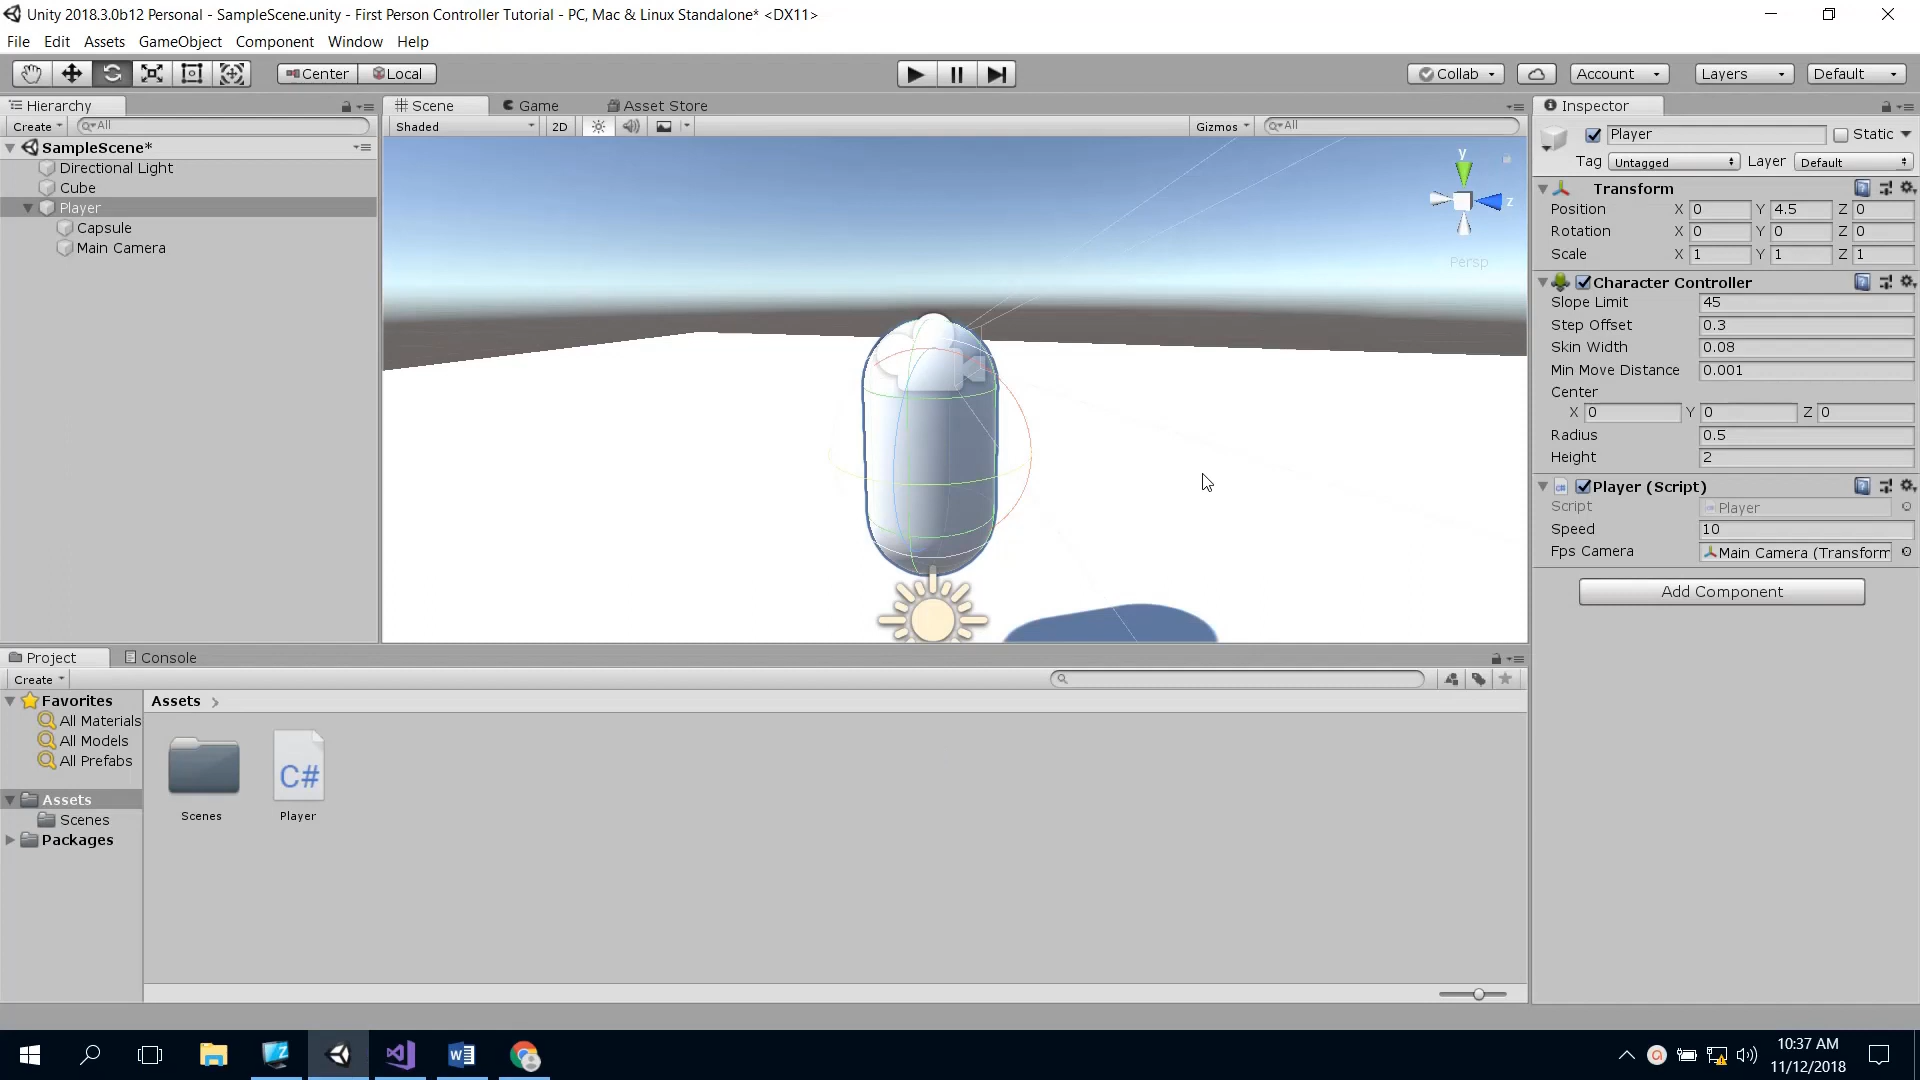 Unity 2018.3.0b12 Personal - SampleScene.unity - First Person Controller Tutorial - PC, Mac & Linux Standalone* <DX11>
File Edit Assets GameObject Component Window Help
Center Local Collab Account Layers Default
Hierarchy Scene Game Asset Store Inspector
Create All Shaded 2D Gizmos All
Player Static
SampleScene*
Tag Untagged Layer Default
Directional Light
Cube
Player
Capsule
Main Camera
y
z
Persp
Transform
Position X 0 Y 4.5 Z 0
Rotation X 0 Y 0 Z 0
Scale X 1 Y 1 Z 1
Character Controller
Slope Limit 45
Step Offset 0.3
Skin Width 0.08
Min Move Distance 0.001
Center
X 0 Y 0 Z 0
Radius 0.5
Height 2
Player (Script)
Script Player
Speed 10
Fps Camera Main Camera (Transform
Add Component
Project Console
Create
Favorites
All Materials
All Models
All Prefabs
Assets
Scenes
Packages
Assets
C#
Scenes Player
10:37 AM
11/12/2018